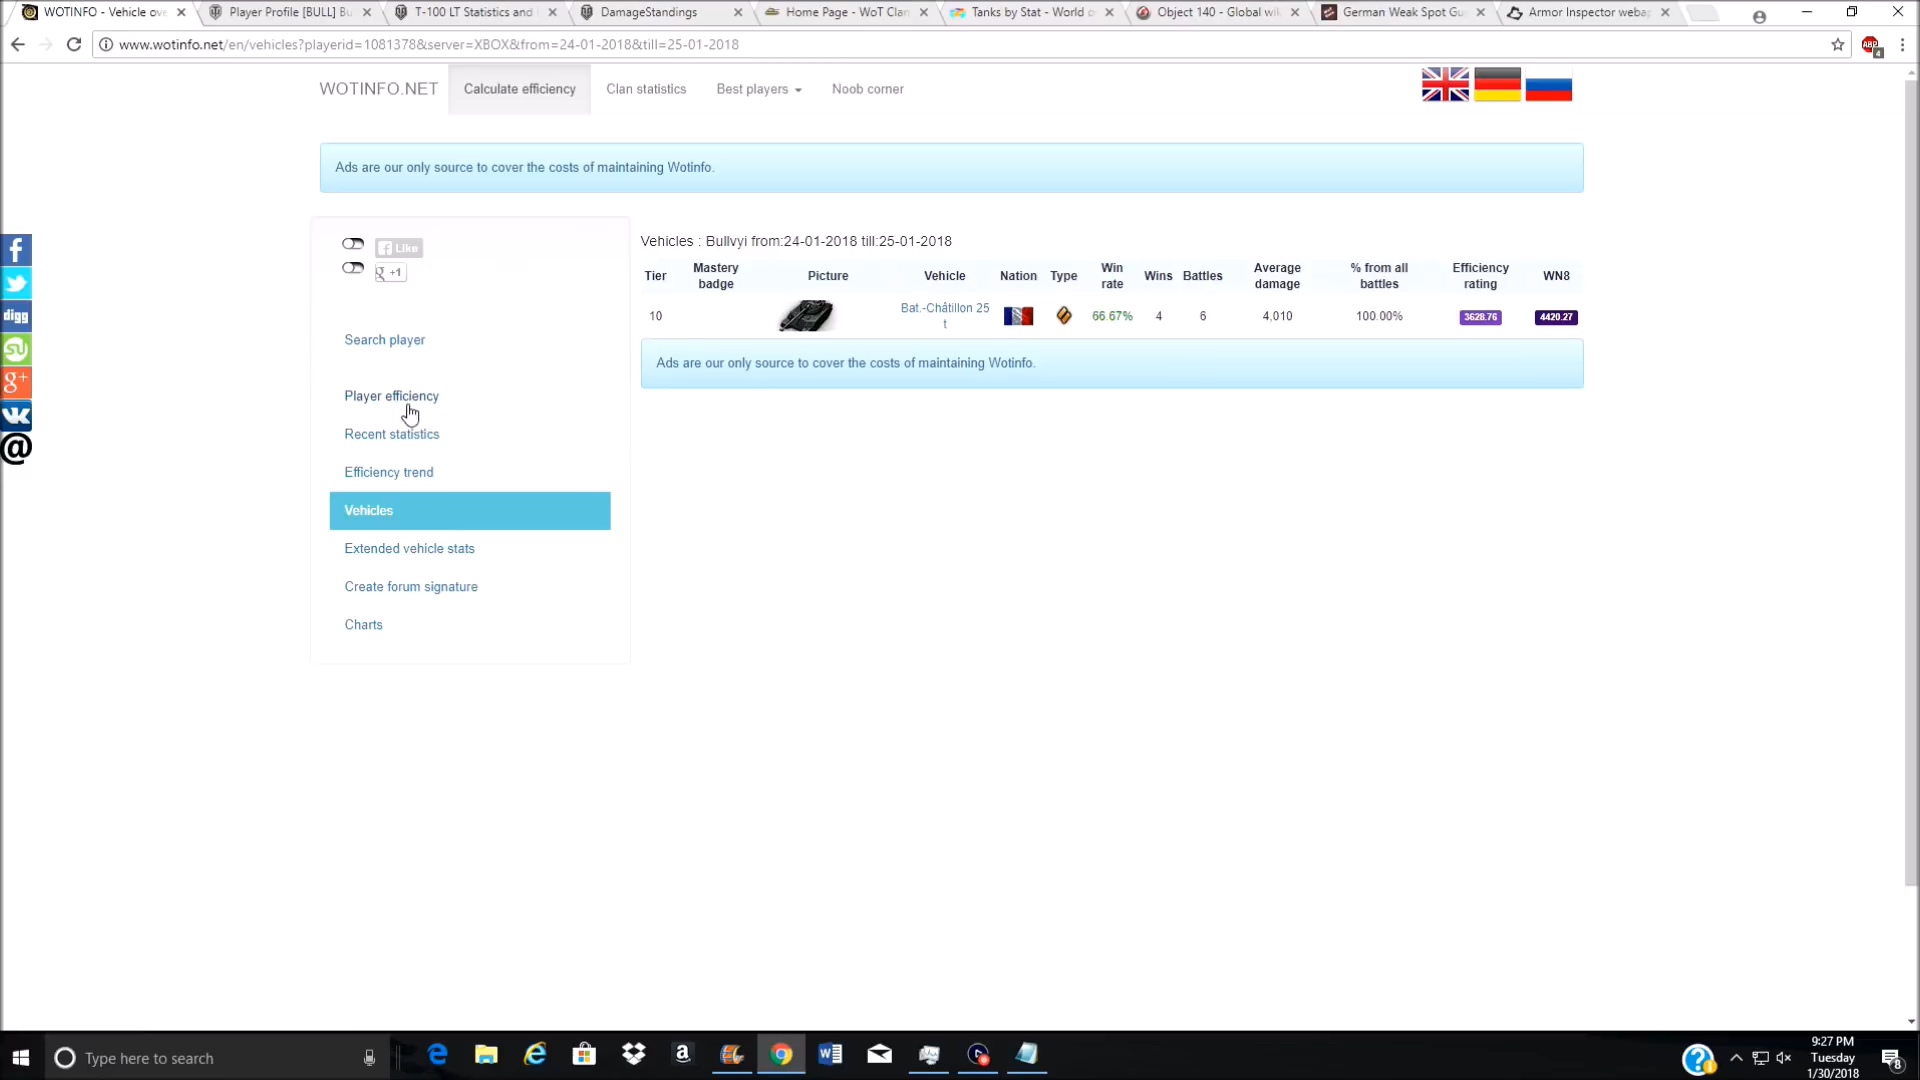 WOTINFO - Vehicle ov
Player Profile [BULL] Bu
T-100 LT Statistics and
DamageStandings
Home Page - WoT Clan
Tanks by Stat - World o
Object 140 - Global wi
German Weak Spot Gu
Armor Inspector weba
www.wotinfo.net/en/vehicles?playerid=1081378&server=XBOX&from=24-01-2018&till=25-01-2018
ABP
4
WOTINFO.NET
Calculate efficiency
Clan statistics
Best players
Noob corner
Ads are our only source to cover the costs of maintaining Wotinfo.
Like
+1
digg
g+
@
Search player
Player efficiency
Recent statistics
Efficiency trend
Vehicles
Extended vehicle stats
Create forum signature
Charts
Vehicles : Bullvyi from:24-01-2018 till:25-01-2018
Tier Mastery badge Picture Vehicle Nation Type Win rate Wins Battles Average damage % from all battles Efficiency rating WN8
10 Bat.-Châtillon 25 t 66.67% 4 6 4,010 100.00% 3628.76 4420.27
Ads are our only source to cover the costs of maintaining Wotinfo.
Type here to search
9:27 PM
Tuesday
1/30/2018
8